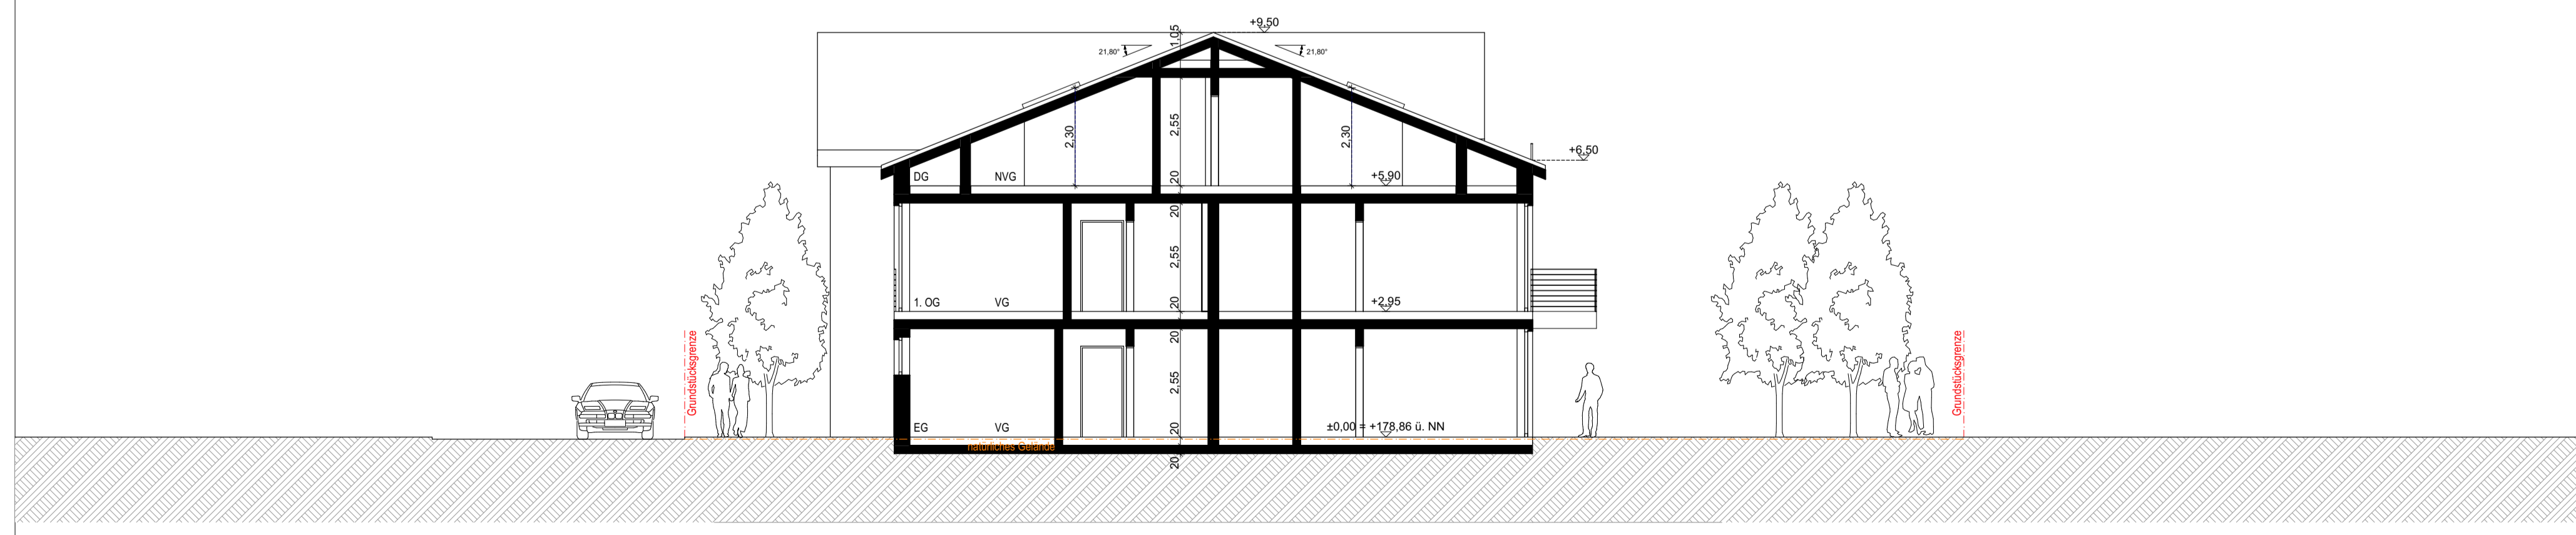 +9,50
1,05
21,80°
21,80°
2,30
2,55
2,30
+6,50
DG NVG
20
+5,90
20
2,55
1. OG VG
20
+2,95
20
Grundstücksgrenze
2,55
Grundstücksgrenze
EG VG
20
±0,00 = +178,86 ü. NN
natürliches Gelände
20